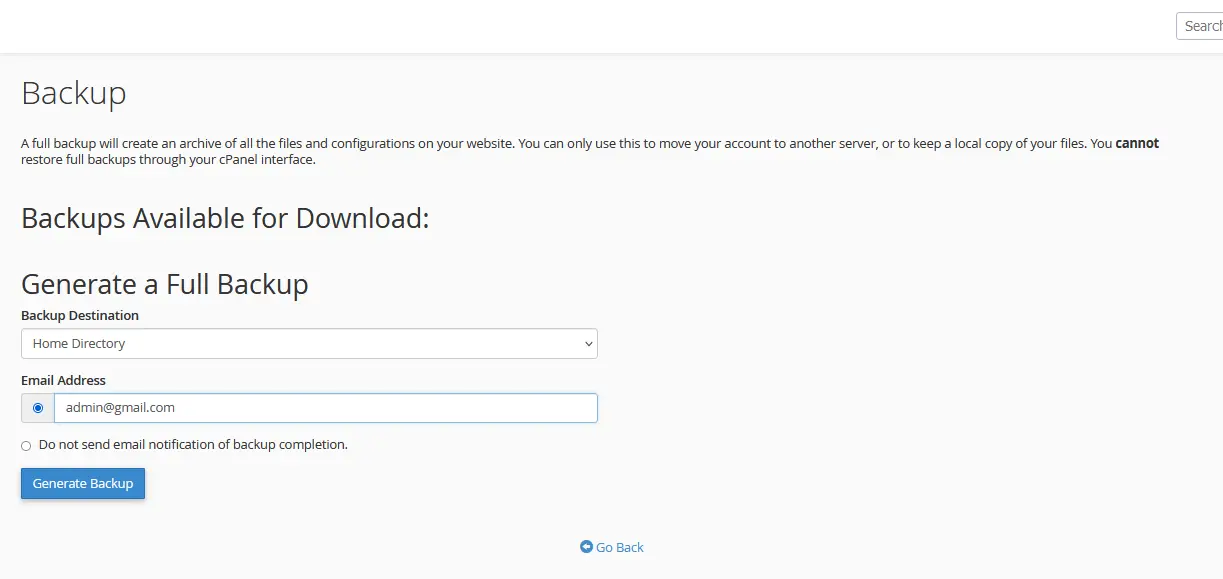 Search
Backup
A full backup will create an archive of all the files and configurations on your website. You can only use this to move your account to another server, or to keep a local copy of your files. You cannot
restore full backups through your cPanel interface.
Backups Available for Download:
Generate a Full Backup
Backup Destination
Home Directory
Email Address
admin@gmail.com
Do not send email notification of backup completion.
Generate Backup
Go Back